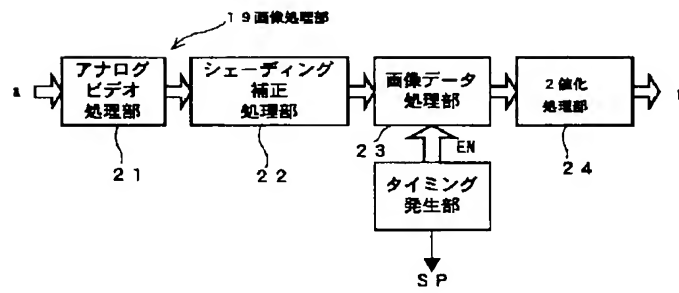 19画像処理部
a
アナログ
ビデオ
処理部
シェーディング
補正
処理部
画像データ
処理部
2値化
処理部
21
22
23
EN
24
タイミング
発生部
SP